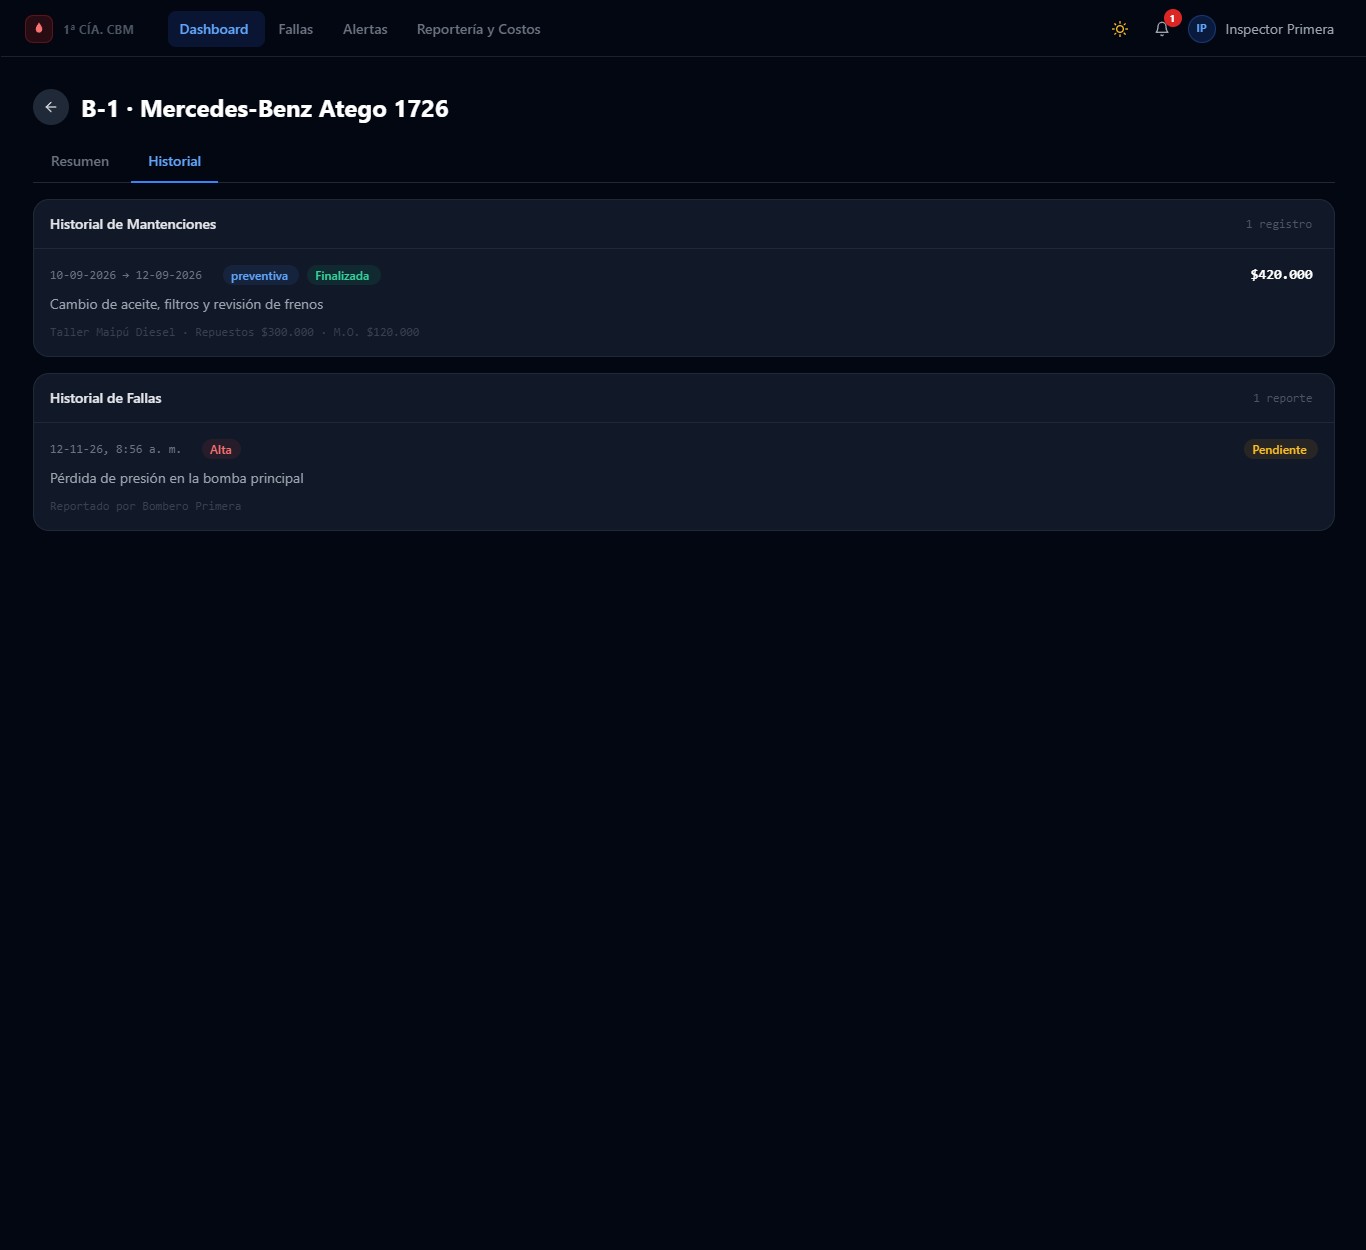 1ª CÍA. CBM Dashboard Fallas Alertas Reportería y Costos 1 IP Inspector Primera
B-1 · Mercedes-Benz Atego 1726
Resumen Historial
Historial de Mantenciones 1 registro
10-09-2026 → 12-09-2026 preventiva Finalizada $420.000
Cambio de aceite, filtros y revisión de frenos
Taller Maipú Diesel · Repuestos $300.000 · M.O. $120.000
Historial de Fallas 1 reporte
12-11-26, 8:56 a. m. Alta Pendiente
Pérdida de presión en la bomba principal
Reportado por Bombero Primera